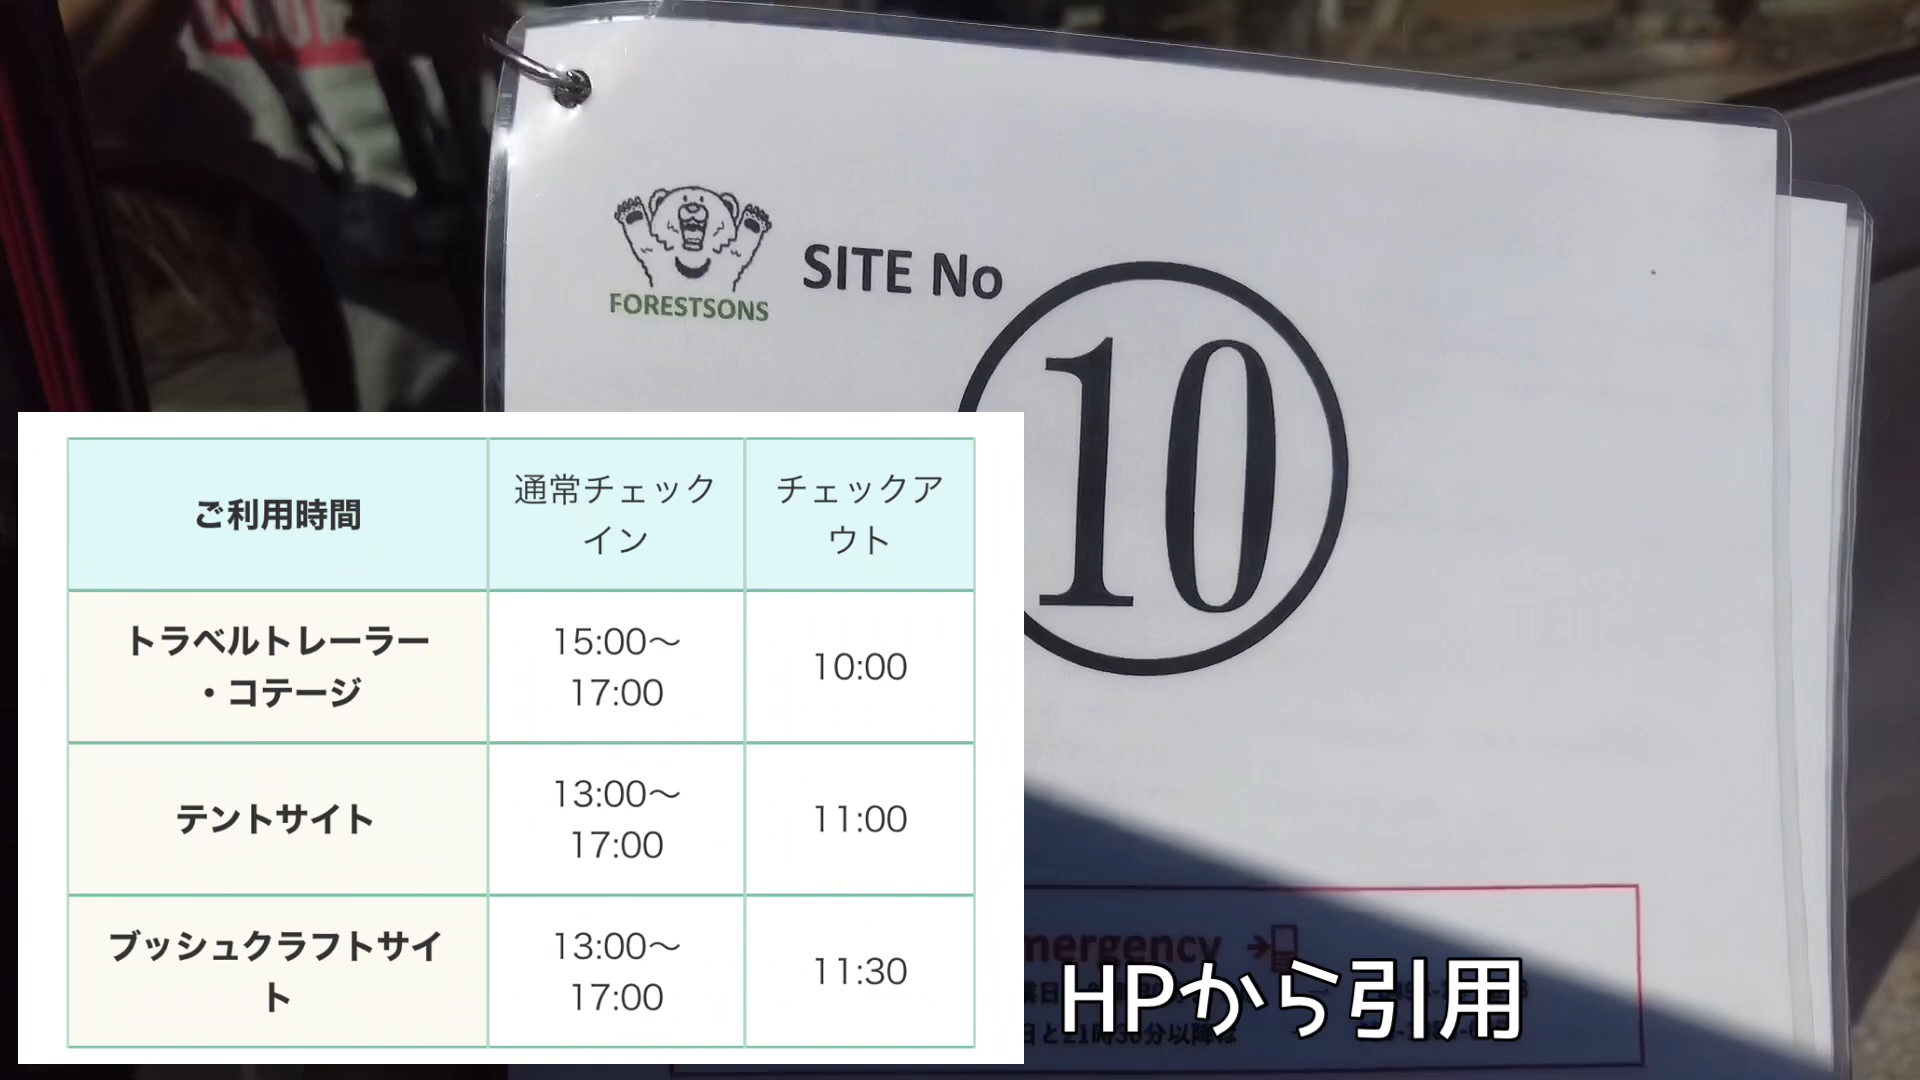 FORESTSONS
SITE No
10
ご利用時間
通常チェック
イン
チェックア
ウト
トラベルトレーラー
・コテージ
15:00〜
17:00
10:00
テントサイト
13:00〜
17:00
11:00
ブッシュクラフトサイ
ト
13:00〜
17:00
11:30
mergency
HPから引用